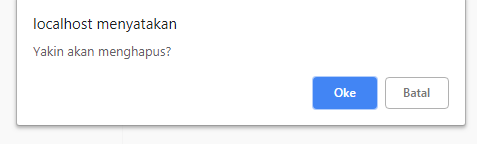 localhost menyatakan
Yakin akan menghapus?
Oke
Batal